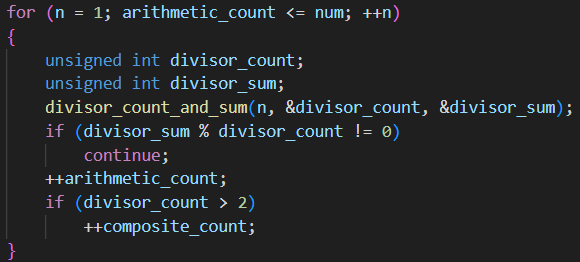 for (n = 1; arithmetic_count <= num; ++n)
{
    unsigned int divisor_count;
    unsigned int divisor_sum;
    divisor_count_and_sum(n, &divisor_count, &divisor_sum);
    if (divisor_sum % divisor_count != 0)
        continue;
    ++arithmetic_count;
    if (divisor_count > 2)
        ++composite_count;
}